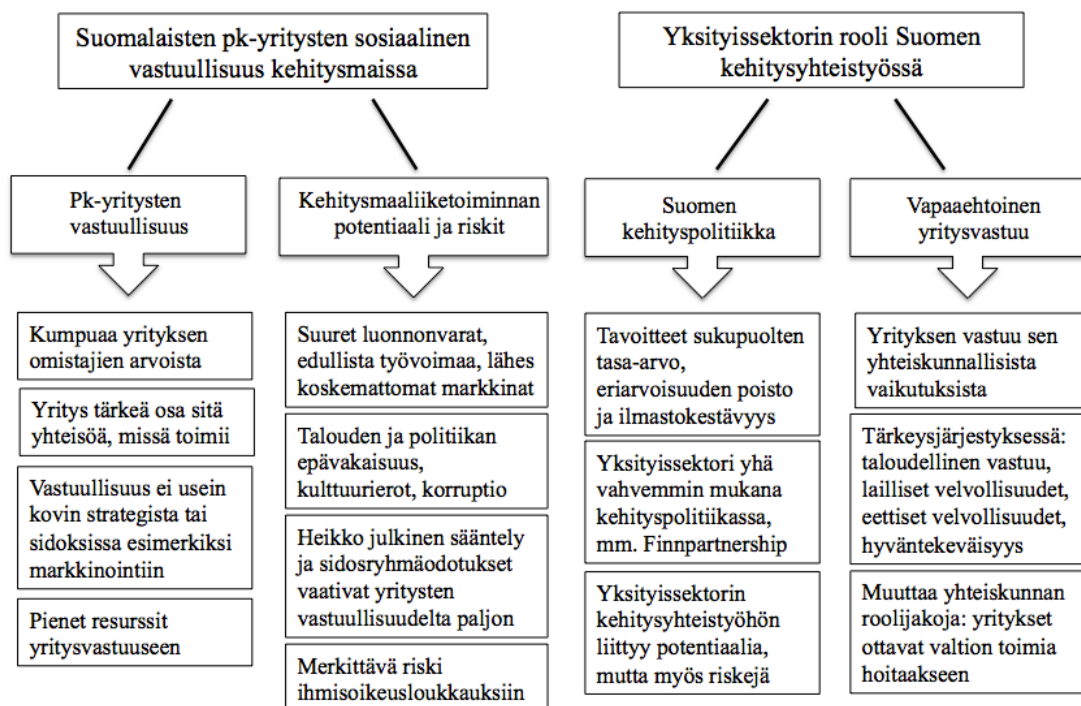 Suomalaisten pk-yritysten sosiaalinen
vastuullisuus kehitysmaissa
Yksityissektorin rooli Suomen
kehitysyhteistyössä
Pk-yritysten
vastuullisuus
Kehitysmaaliiketoiminnan
potentiaali ja riskit
Suomen
kehityspolitiikka
Vapaaehtoinen
yritysvastuu
Kumpuaa yrityksen
omistajien arvoista
Yritys tärkeä osa sitä
yhteisöä, missä toimii
Vastuullisuus ei usein
kovin strategista tai
sidoksissa esimerkiksi
markkinointiin
Pienet resurssit
yritysvastuuseen
Suuret luonnonvarat,
edullista työvoimaa, lähes
koskemattomat markkinat
Talouden ja politiikan
epävakaisuus,
kulttuurierot, korruptio
Heikko julkinen sääntely
ja sidosryhmäodotukset
vaativat yritysten
vastuullisuudelta paljon
Merkittävä riski
ihmisoikeusloukkauksiin
Tavoitteet sukupuolten
tasa-arvo,
eriarvoisuuden poisto
ja ilmastokestävyys
Yksityissektori yhä
vahvemmin mukana
kehityspolitiikassa,
mm. Finnpartnership
Yksityissektorin
kehitysyhteistyöhön
liittyy potentiaalia,
mutta myös riskejä
Yrityksen vastuu sen
yhteiskunnallisista
vaikutuksista
Tärkeysjärjestyksessä:
taloudellinen vastuu,
lailliset velvollisuudet,
eettiset velvollisuudet,
hyväntekeväisyys
Muuttaa yhteiskunnan
roolijakoja: yritykset
ottavat valtion toimia
hoitaakseen